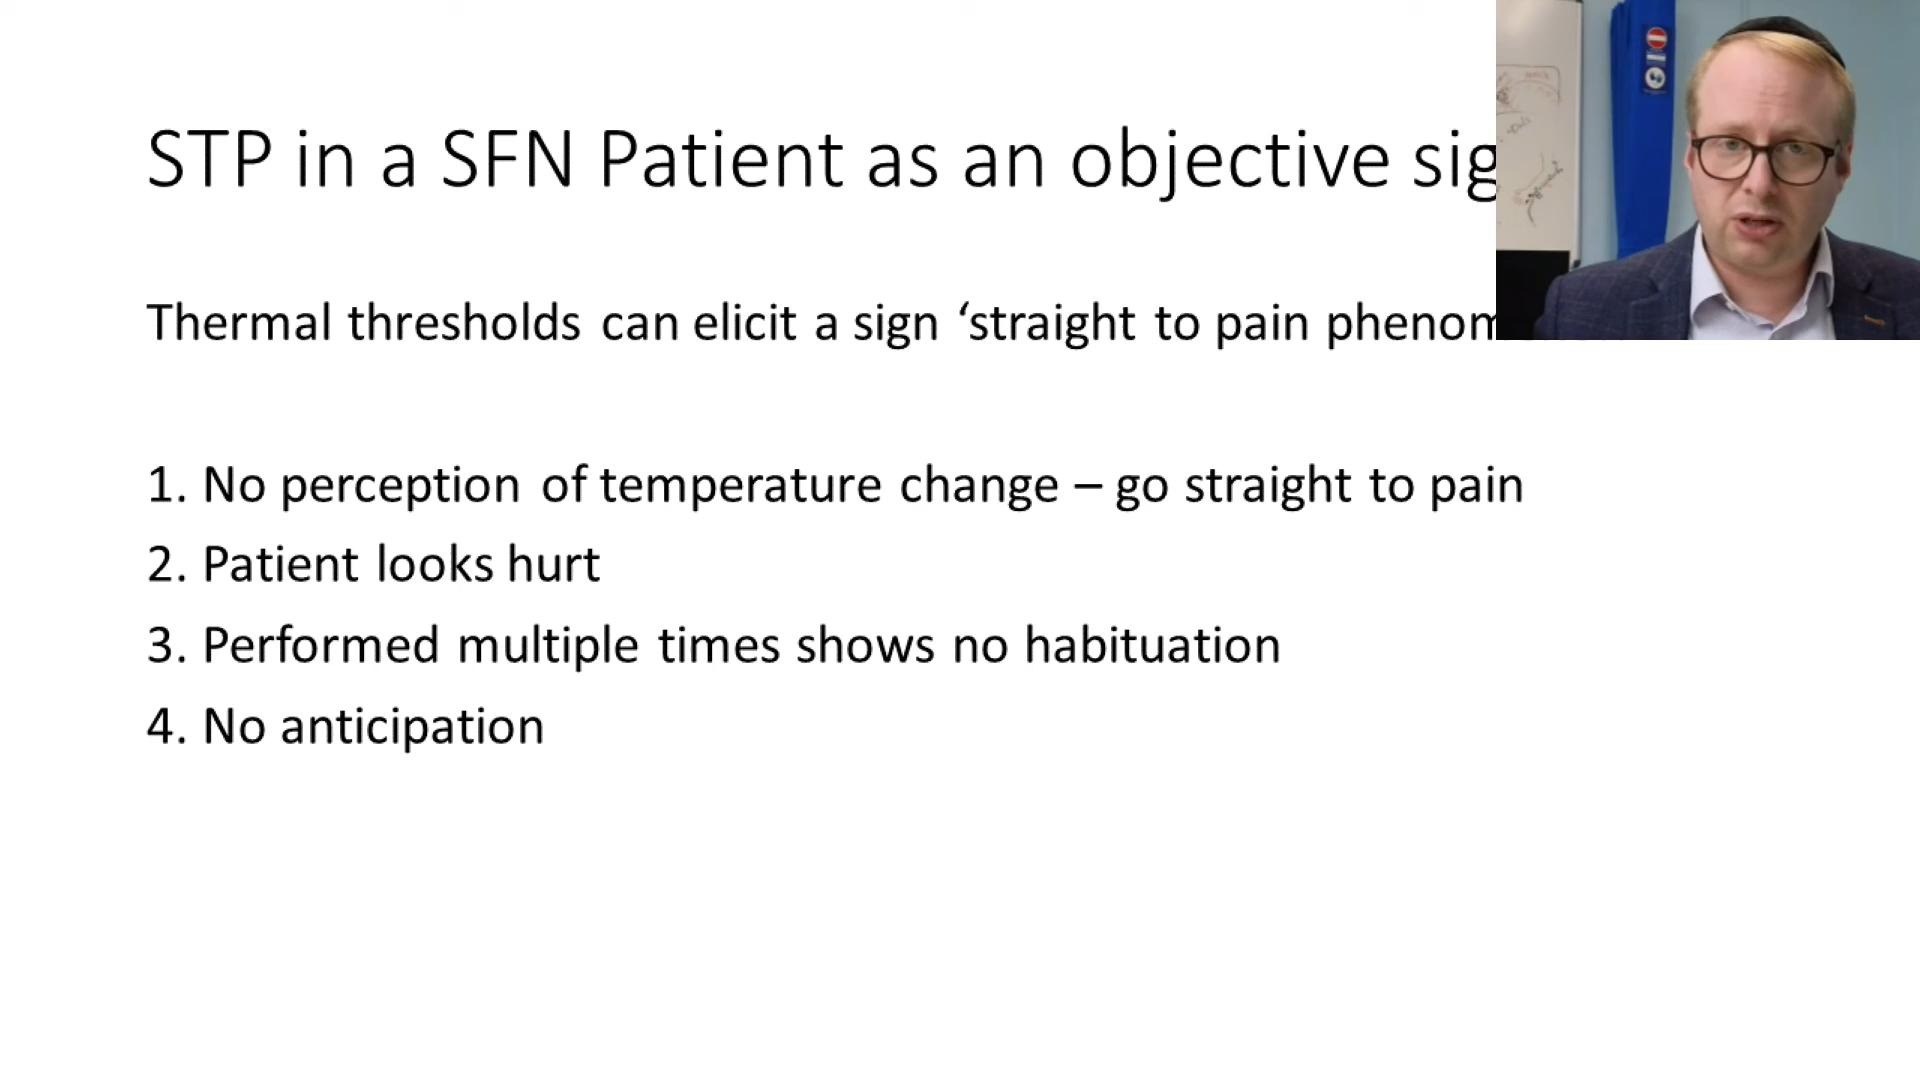 STP in a SFN Patient as an objective sig
Thermal thresholds can elicit a sign ‘straight to pain phenom
1. No perception of temperature change – go straight to pain
2. Patient looks hurt
3. Performed multiple times shows no habituation
4. No anticipation